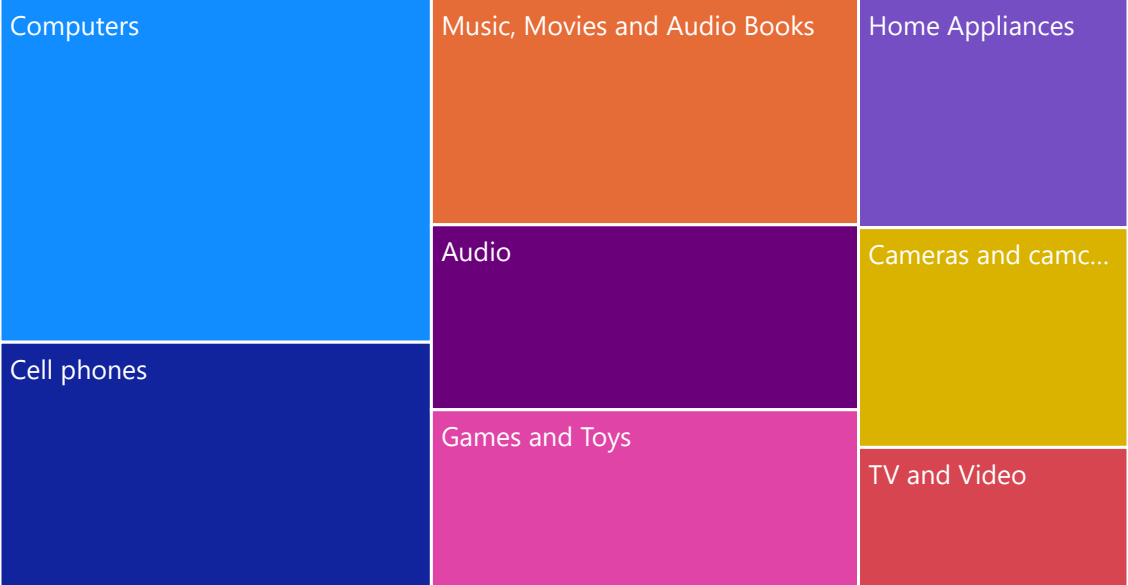 Computers
Cell phones
Music, Movies and Audio Books
Audio
Games and Toys
Home Appliances
Cameras and camc...
TV and Video